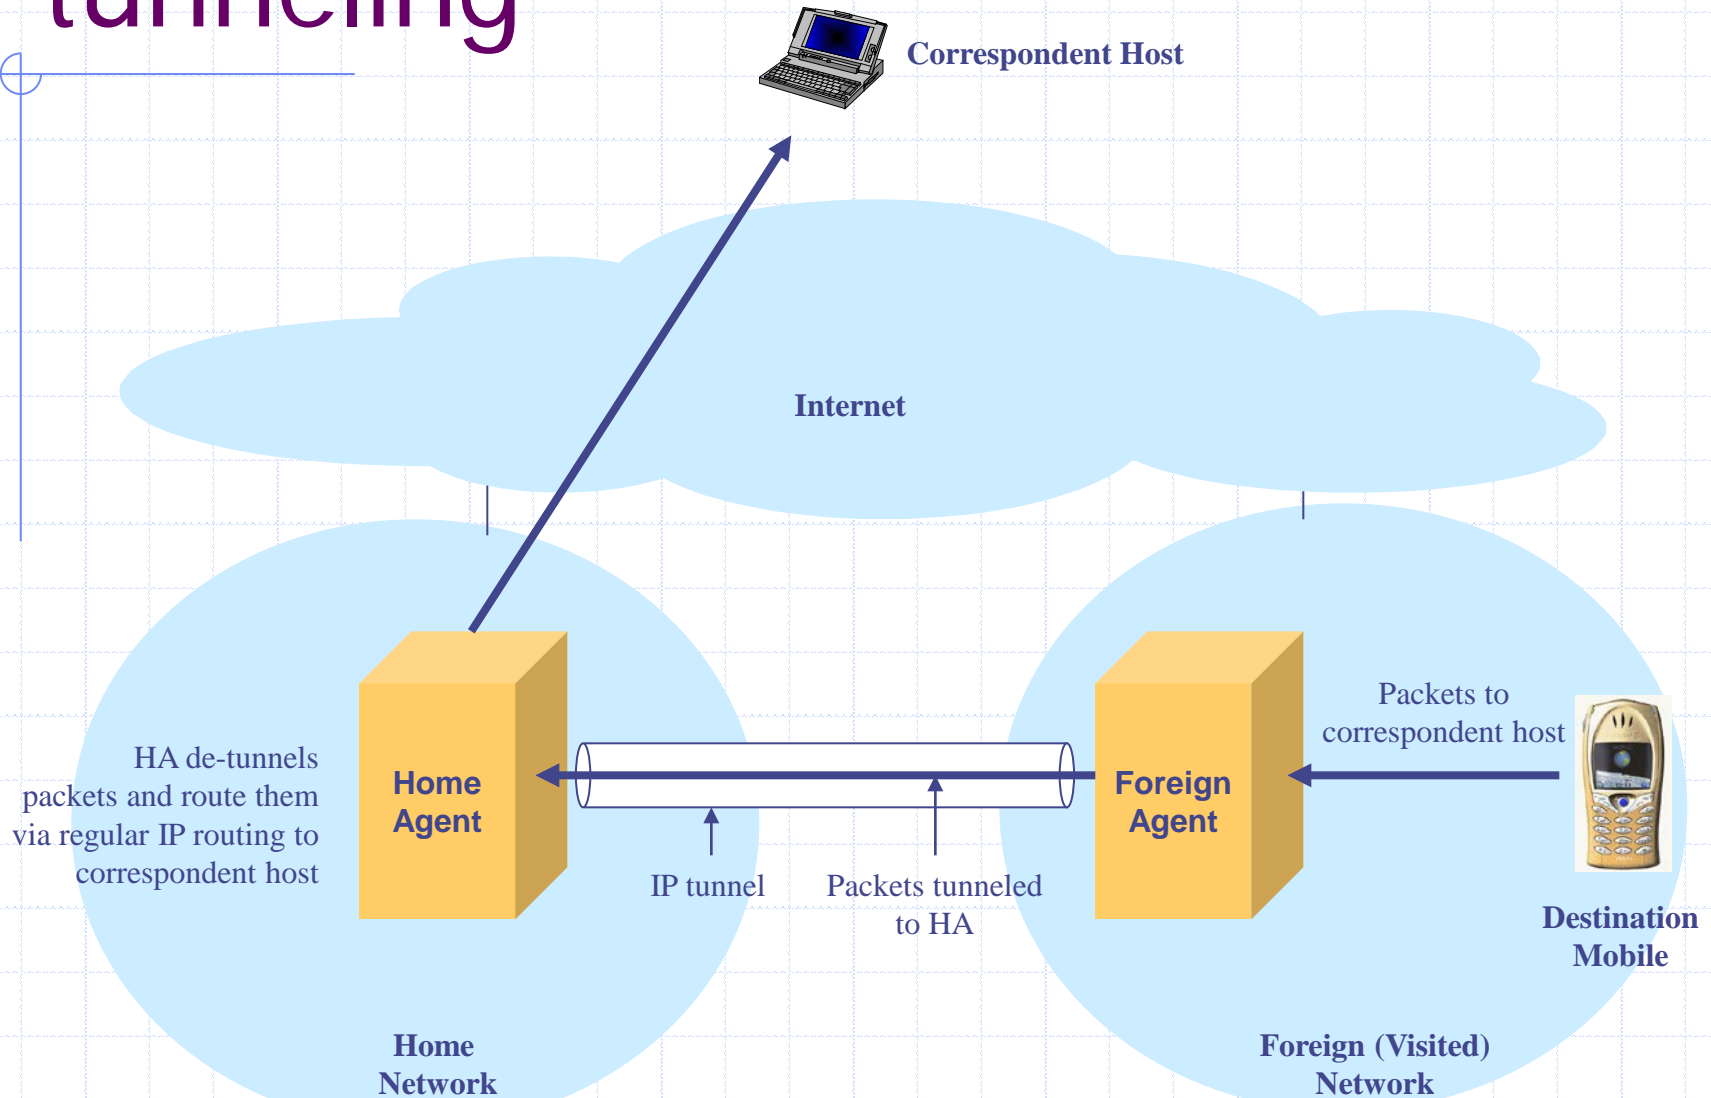 tunneling
Correspondent Host
Internet
Packets to
correspondent host
HA de-tunnels
packets and route them
via regular IP routing to
correspondent host
Home
Agent
Foreign
Agent
IP tunnel
Packets tunneled
to HA
Destination
Mobile
Home
Network
Foreign (Visited)
Network